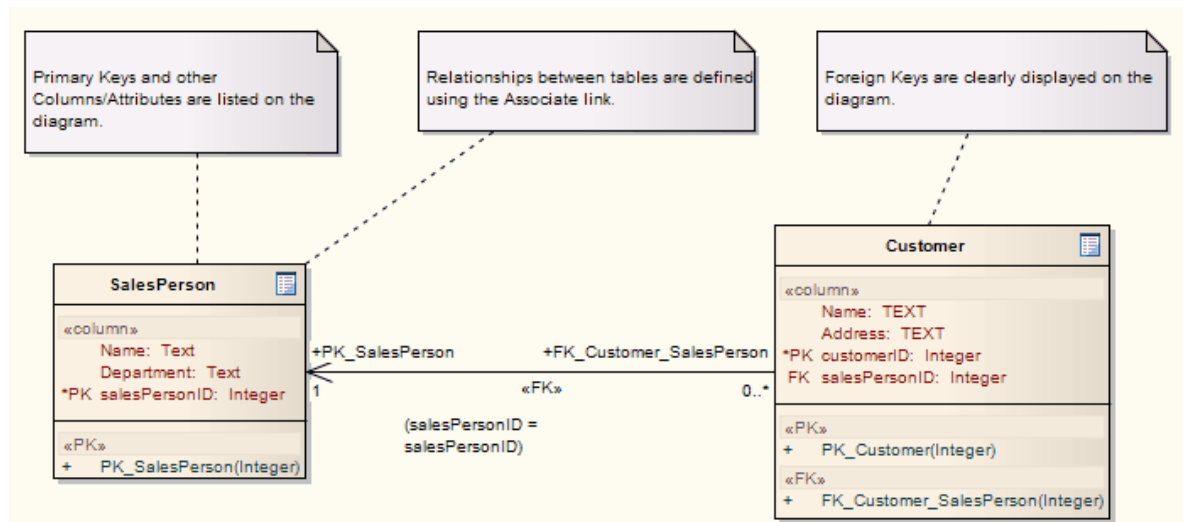 Primary Keys and other
Columns/Attributes are listed on the
diagram.
Relationships between tables are defined
using the Associate link.
Foreign Keys are clearly displayed on the
diagram.
SalesPerson
«column»
Name: Text
Department: Text
*PK salesPersonID: Integer
«PK»
+ PK_SalesPerson(Integer)
+PK_SalesPerson
+FK_Customer_SalesPerson
1
«FK»
0..*
(salesPersonID =
salesPersonID)
Customer
«column»
Name: TEXT
Address: TEXT
*PK customerID: Integer
FK salesPersonID: Integer
«PK»
+ PK_Customer(Integer)
«FK»
+ FK_Customer_SalesPerson(Integer)